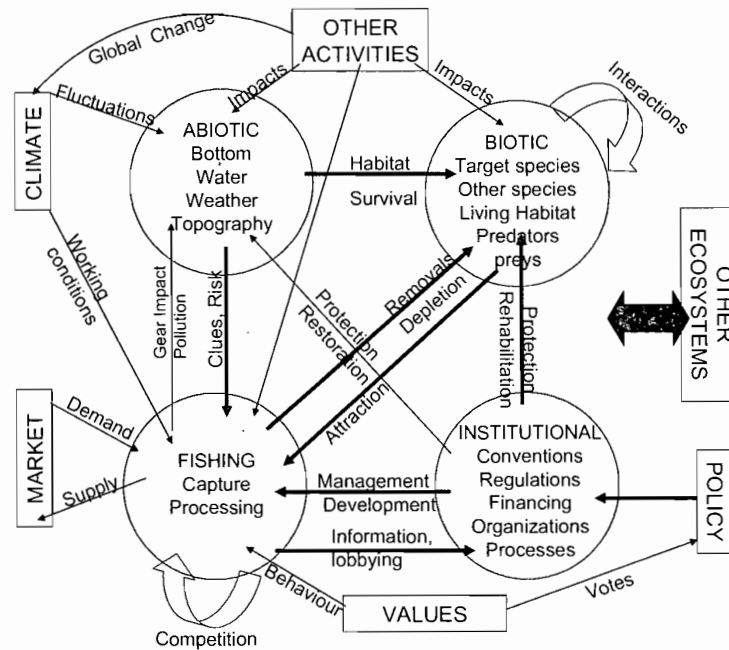 OTHER
ACTIVITIES
Global Change
Impacts
Impacts
Interactions
Fluctuations
CLIMATE
ABIOTIC
Bottom
Water
Weather
Topography
Habitat
Survival
BIOTIC
Target species
Other species
Living Habitat
Predators
preys
OTHER
ECOSYSTEMS
Working
conditions
Gear Impact
Pollution
Clues, Risk
Protection
Restoration
Removals
Depletion
Attraction
Protection
Rehabilitation
MARKET
Demand
Supply
FISHING
Capture
Processing
Management
Development
Information,
lobbying
INSTITUTIONAL
Conventions
Regulations
Financing
Organizations
Processes
POLICY
Behaviour
VALUES
Votes
Competition